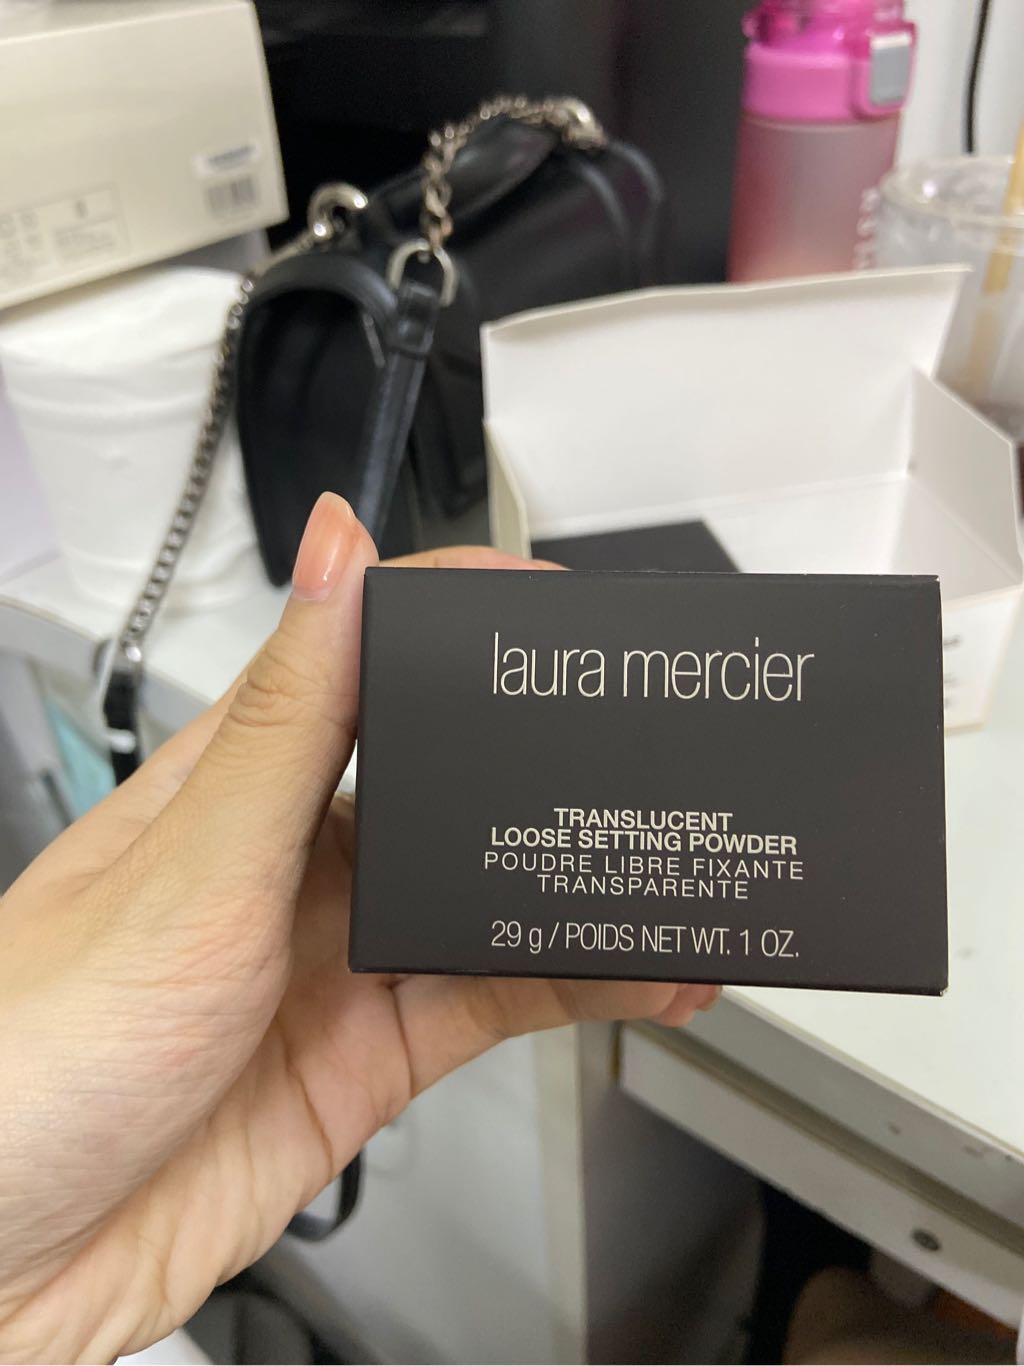 laura mercier
TRANSLUCENT
LOOSE SETTING POWDER
POUDRE LIBRE FIXANTE
TRANSPARENTE
29 g / POIDS NET WT. 1 OZ.